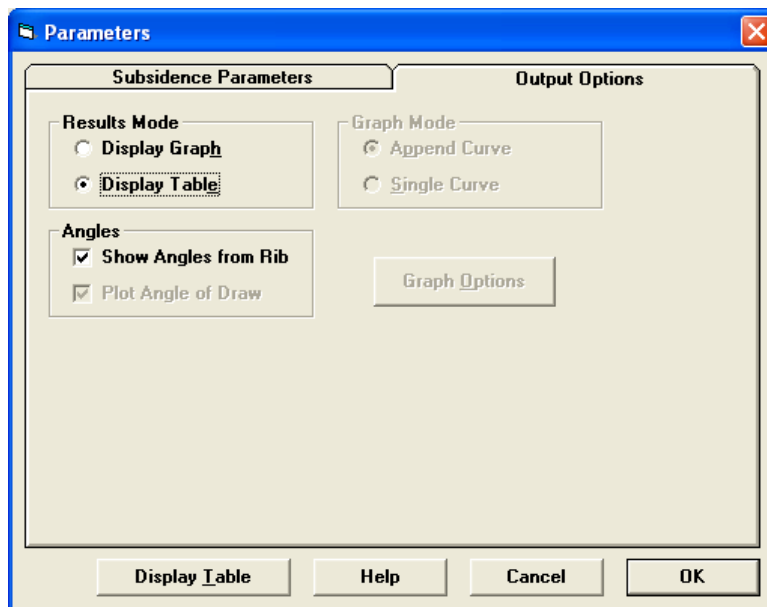 Parameters
Subsidence Parameters
Output Options
Results Mode
Display Graph
Display Table
Graph Mode
Append Curve
Single Curve
Angles
Show Angles from Rib
Plot Angle of Draw
Graph Options
Display Table
Help
Cancel
OK